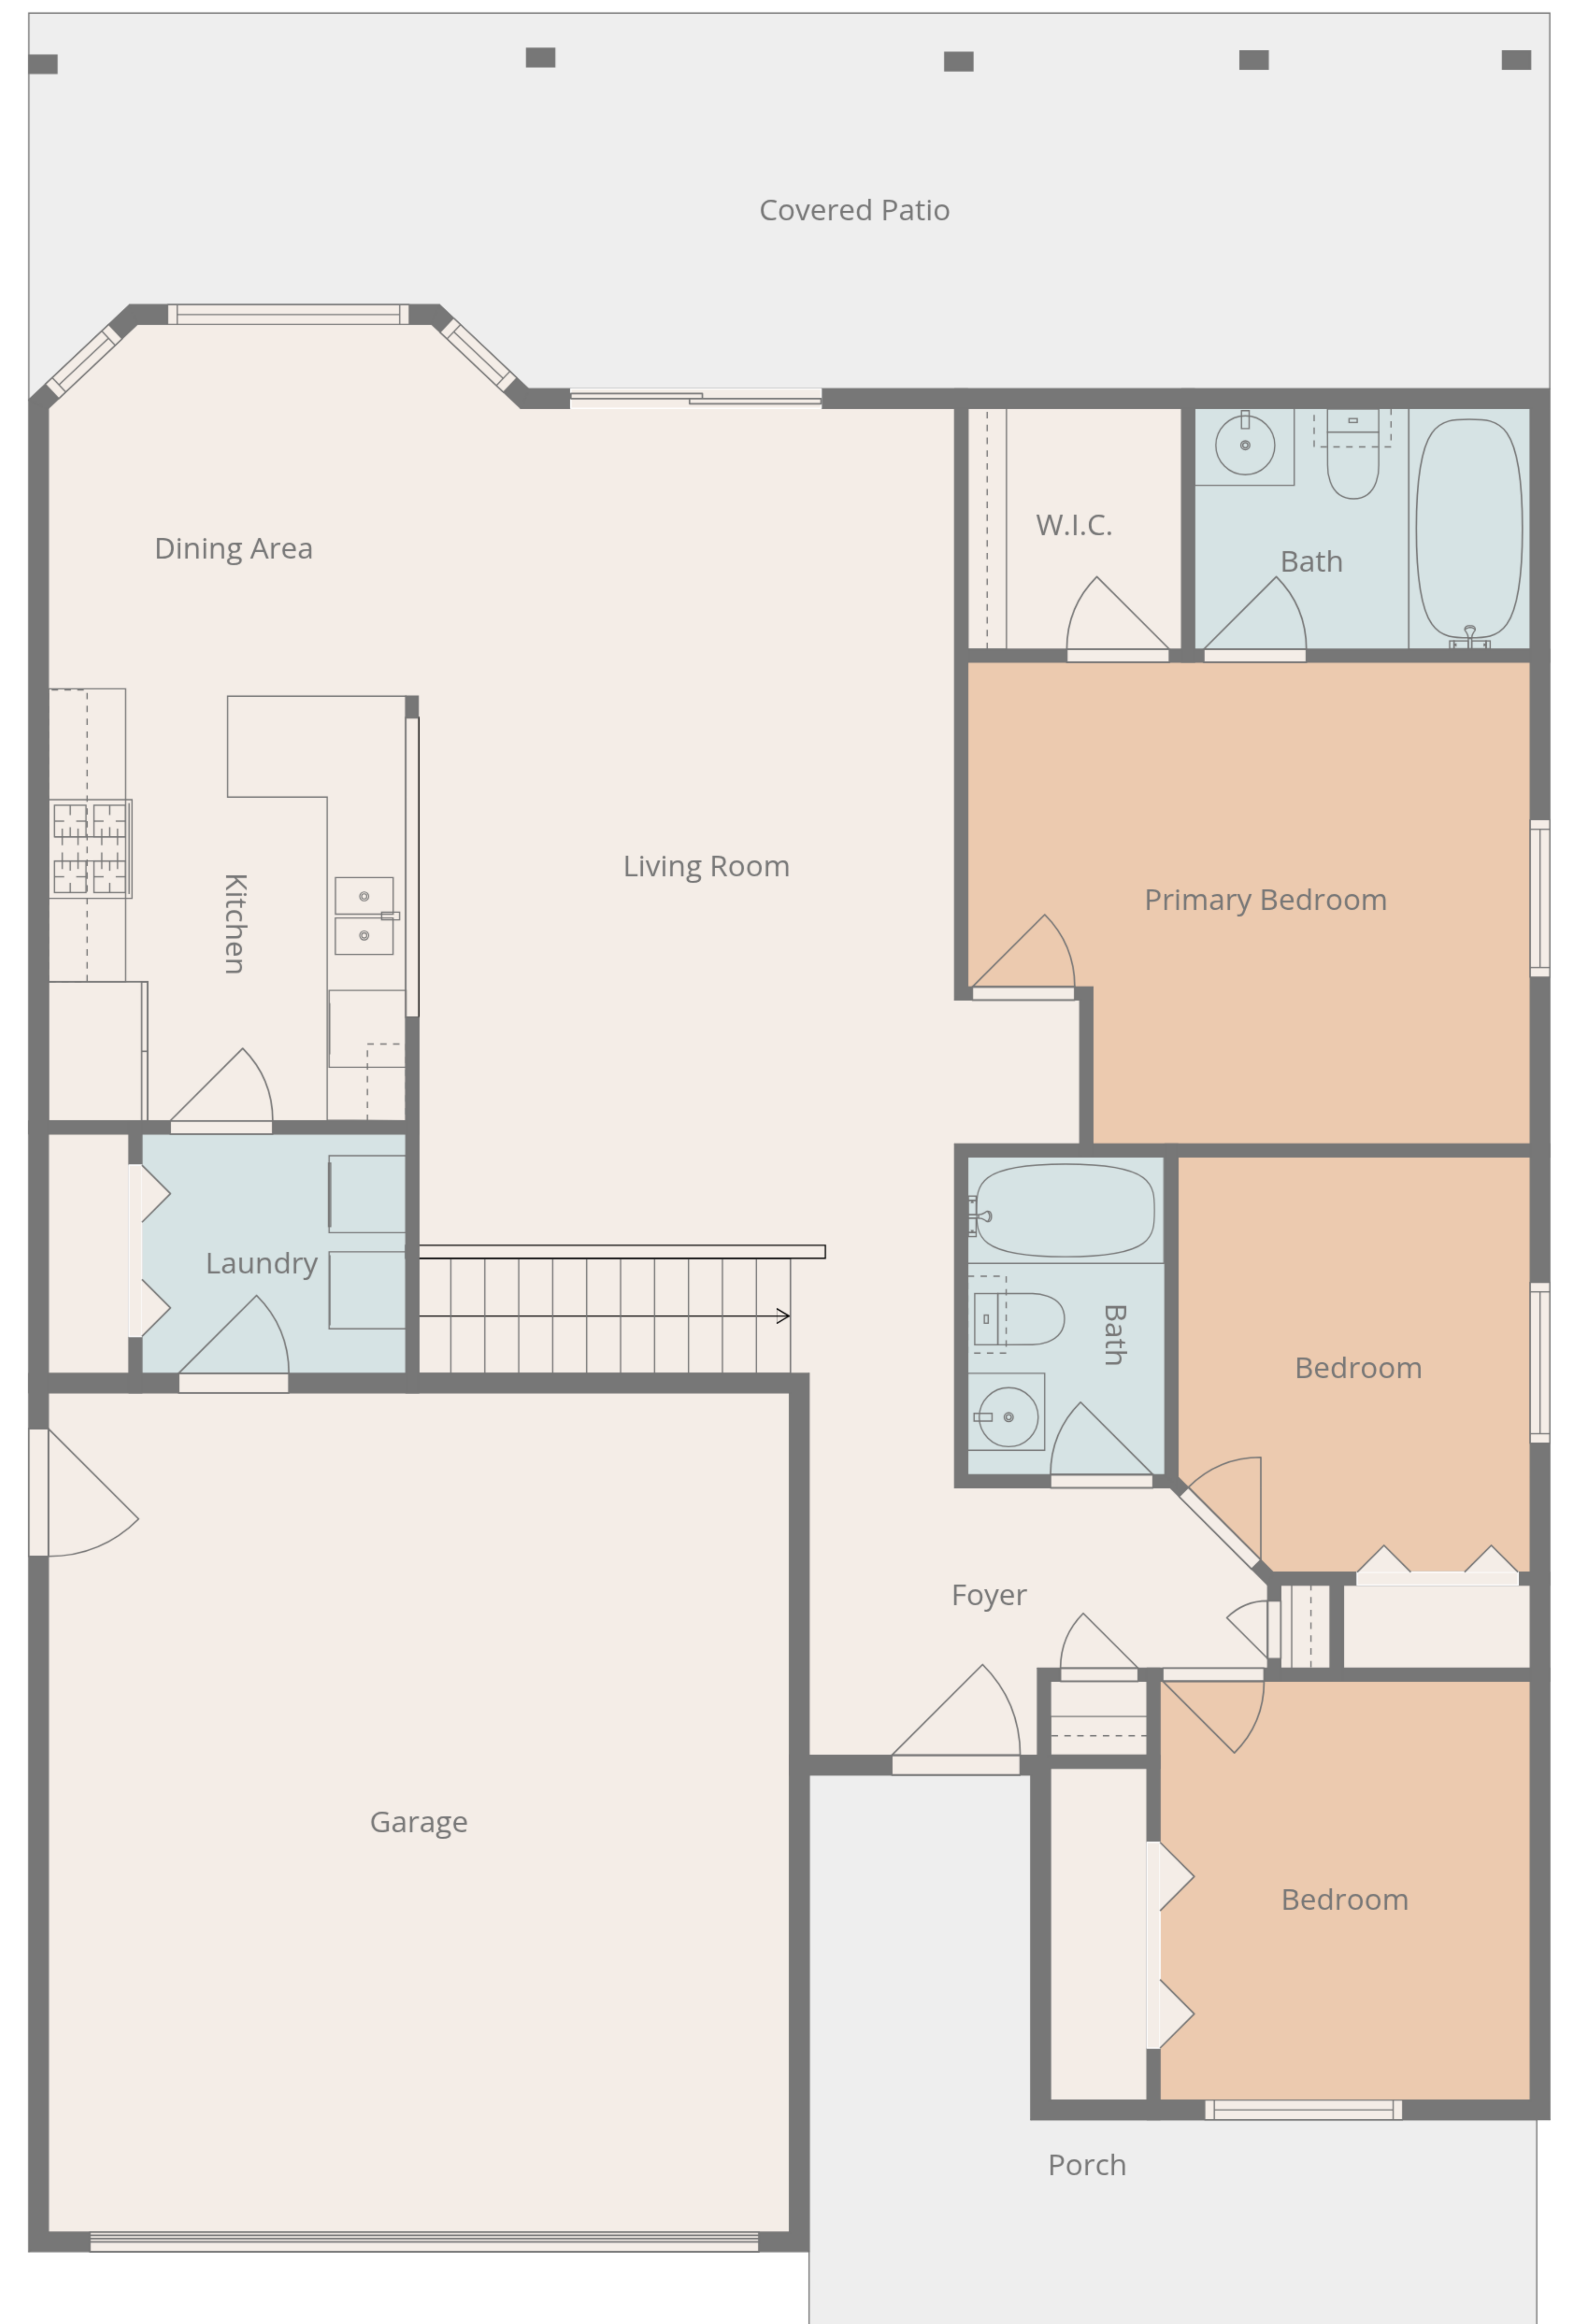 Covered Patio
Dining Area
W.I.C.
Bath
Living Room
Kitchen
Primary Bedroom
Laundry
Bath
Bedroom
Foyer
Garage
Bedroom
Porch